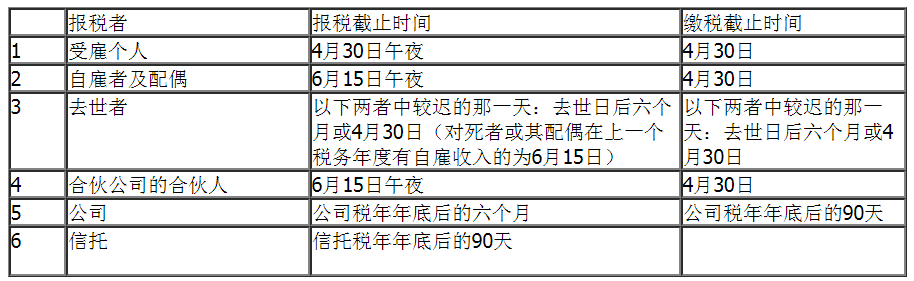 报税者 报税截止时间 缴税截止时间
1 受雇个人 4月30日午夜 4月30日
2 自雇者及配偶 6月15日午夜 4月30日
3 去世者 以下两者中较迟的那一天：去世日后六个 以下两者中较迟的那一
月或4月30日（对死者或其配偶在上一个 天：去世日后六个月或4
税务年度有自雇收入的为6月15日） 月30日
4 合伙公司的合伙人 6月15日午夜 4月30日
5 公司 公司税年年底后的六个月 公司税年年底后的90天
6 信托 信托税年年底后的90天